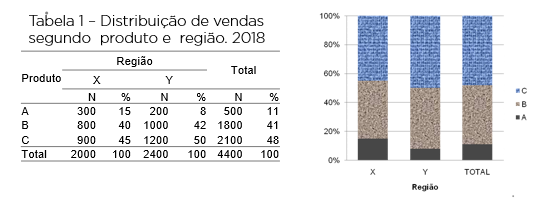 Tabela 1 – Distribuição de vendas
segundo produto e região. 2018
Produto Região Total
X Y
N % N % N %
A 300 15 200 8 500 11
B 800 40 1000 42 1800 41
C 900 45 1200 50 2100 48
Total 2000 100 2400 100 4400 100
100%
80%
60%
40%
20%
0%
X Y TOTAL
Região
C
B
A